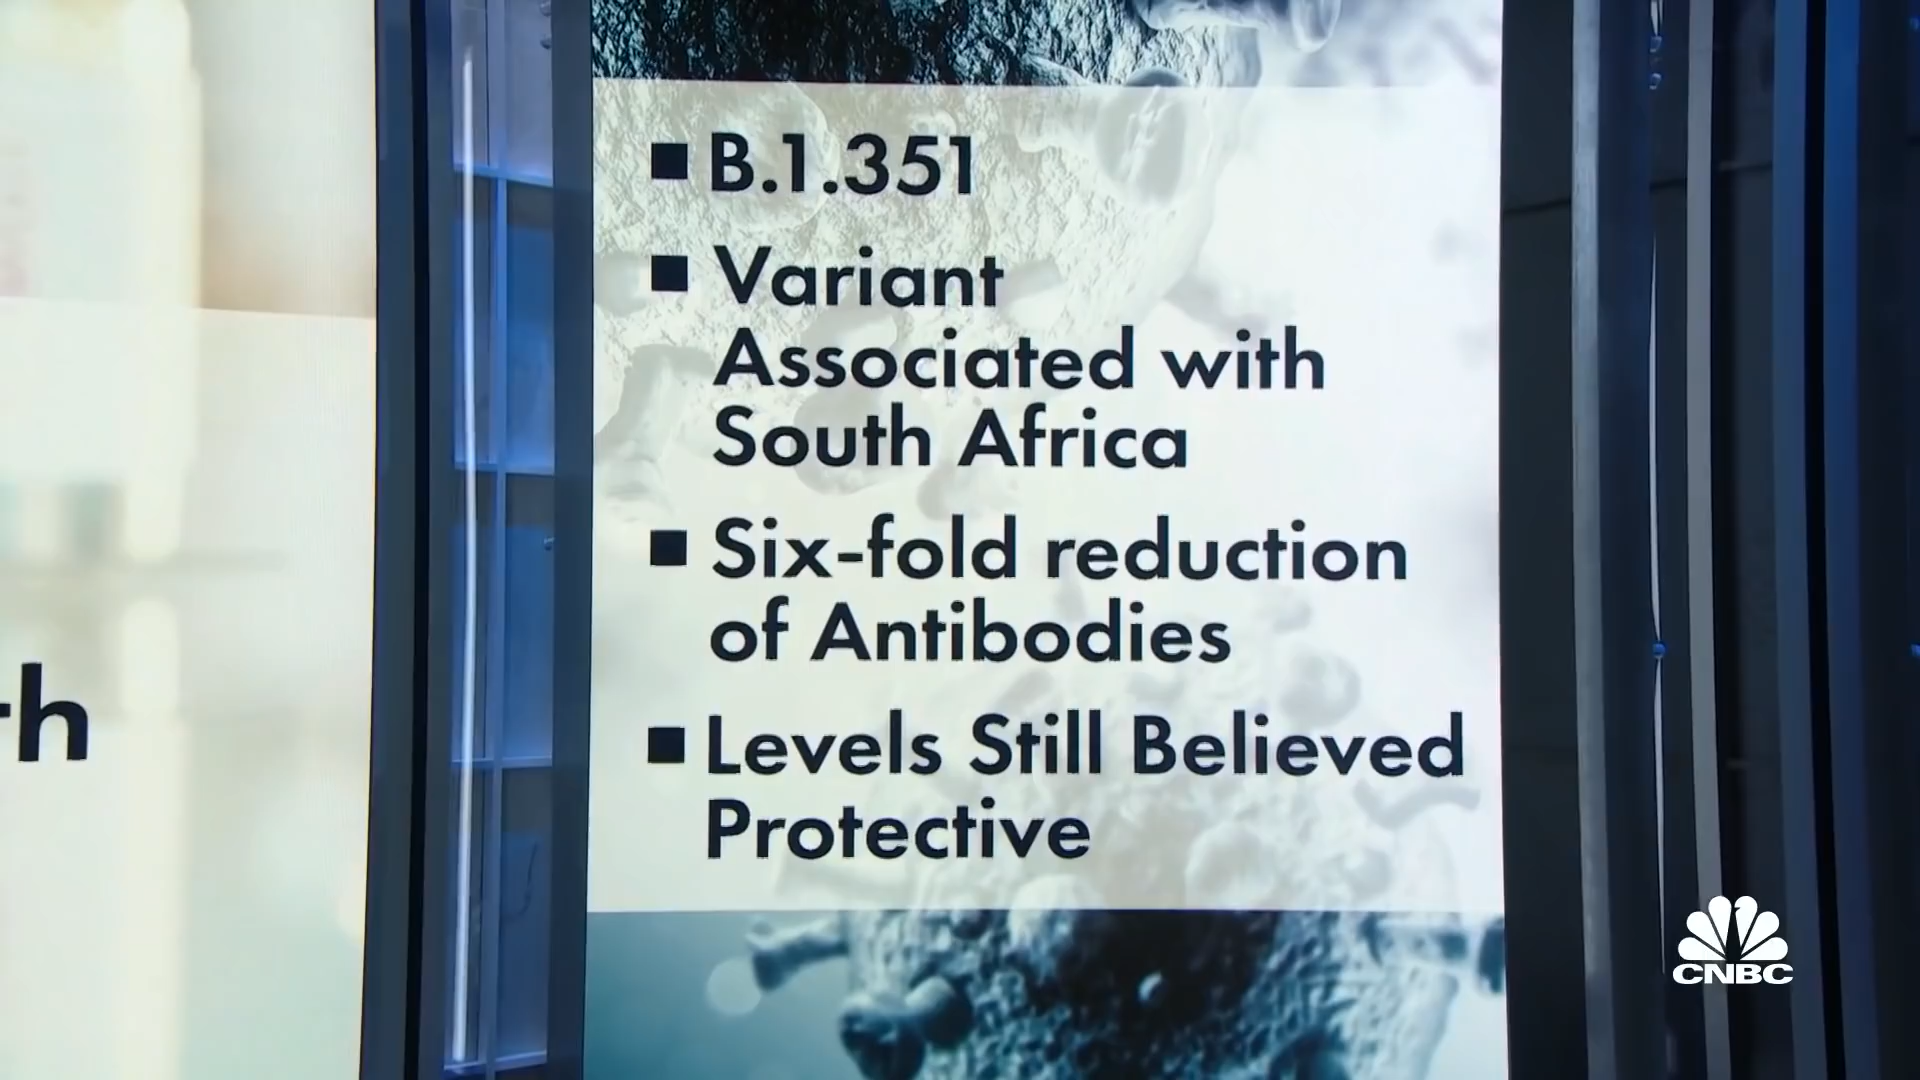 B.1.351
Variant
Associated with
South Africa
Six-fold reduction
of Antibodies
Levels Still Believed
Protective
CNBC